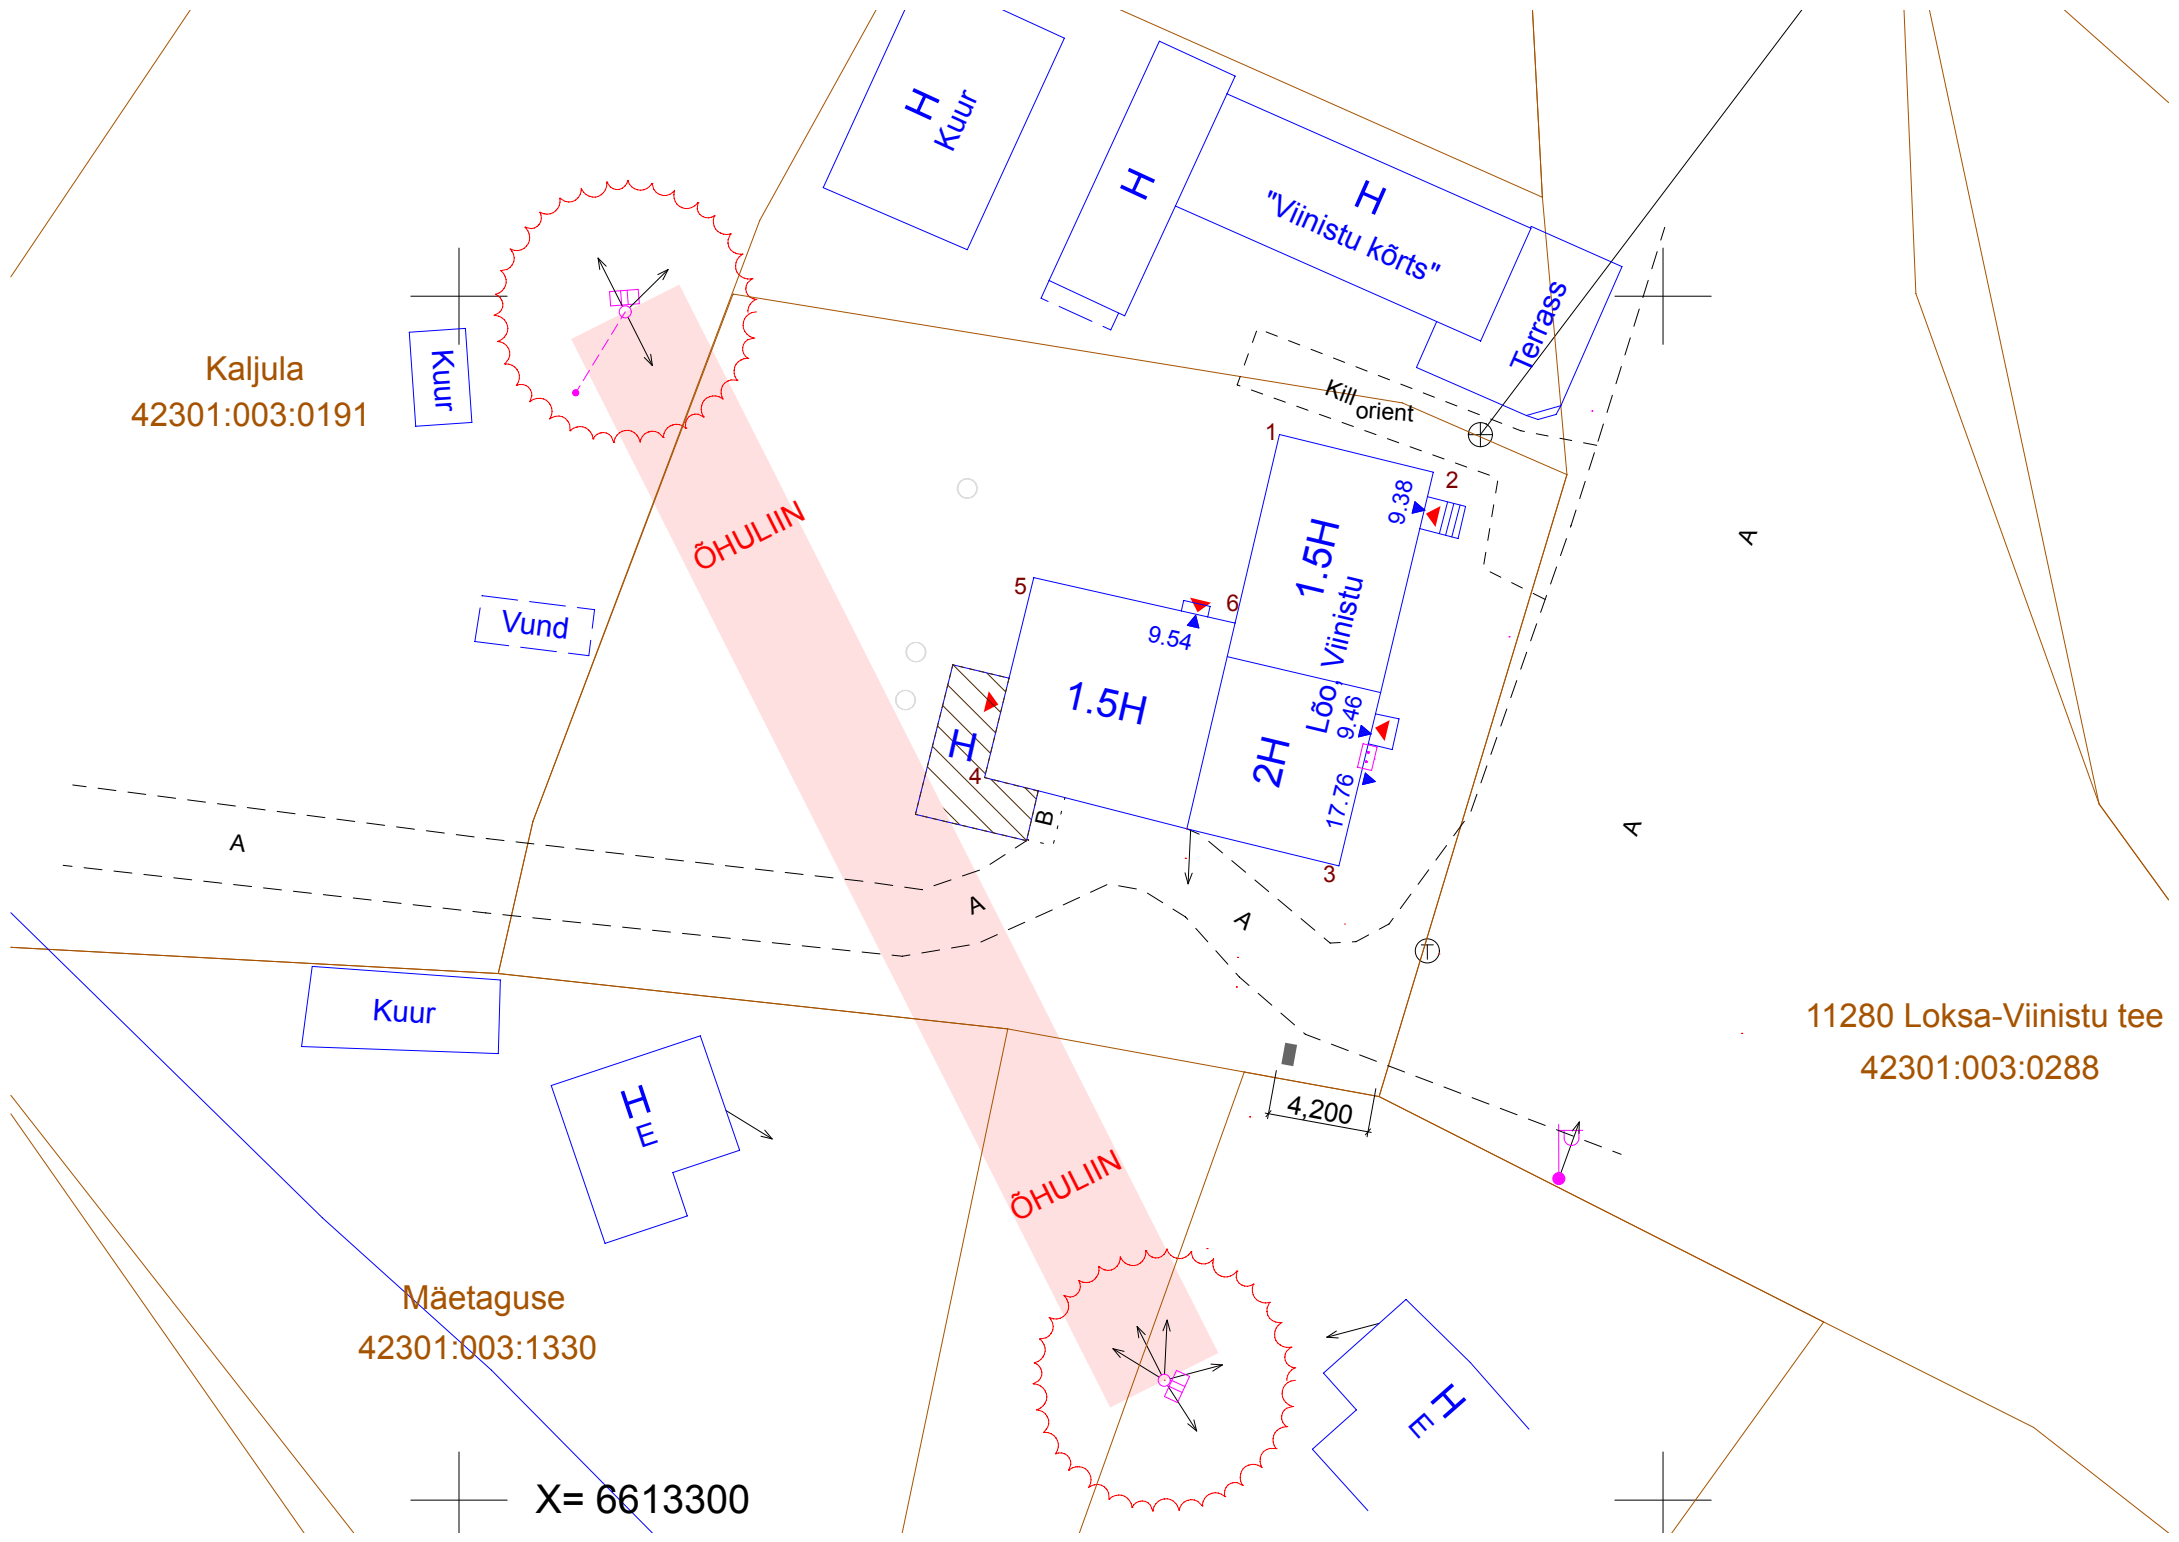 H
Kuur
H
H
"Viinistu kõrts"
Terrass
Kaljula
42301:003:0191
Kuur
Kill
orient
1
2
9.38
1.5H
ÕHULIIN
A
5
6
9.54
Lõo, Viinistu
Vund
1.5H
9.46
H
4
2H
17.76
B
A
A
3
A
A
Kuur
11280 Loksa-Viinistu tee
42301:003:0288
T
H
E
4,200
ÕHULIIN
Mäetaguse
42301:003:1330
H
E
X= 6613300